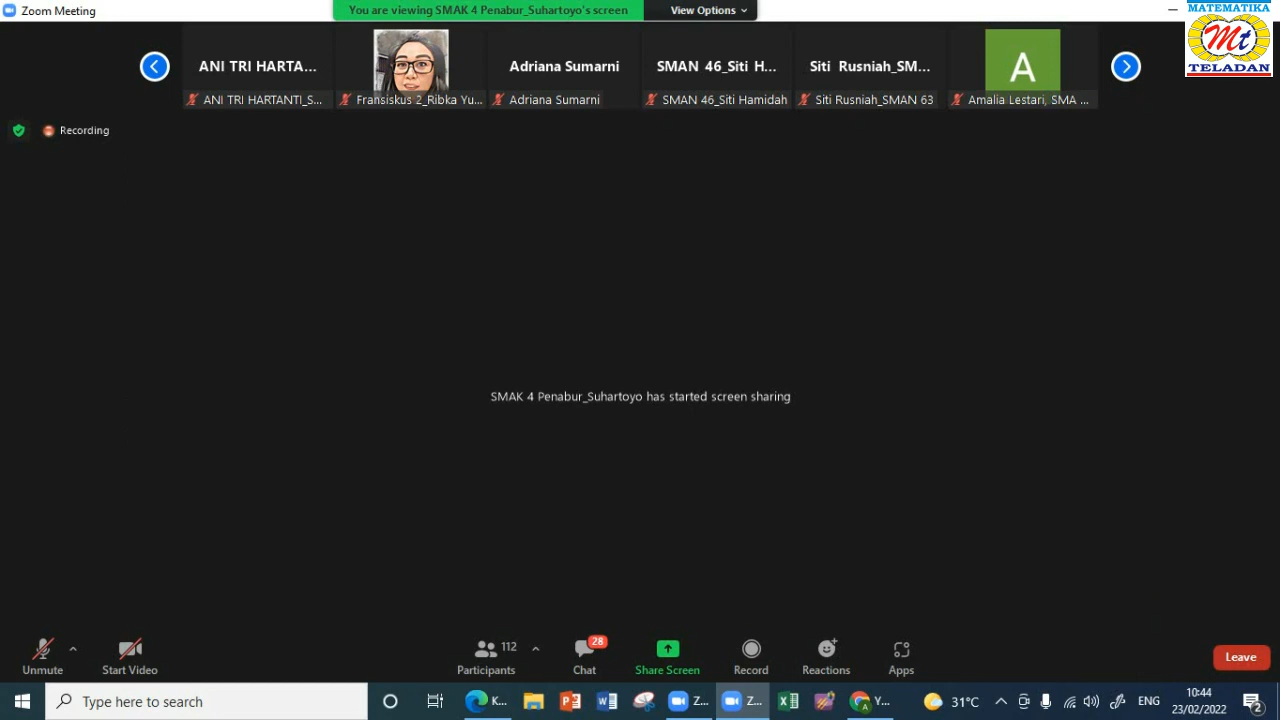 Zoom Meeting
You are viewing SMAK 4 Penabur_Suhartoyo's screen
View Options
MATEMATIKA
Mt
TELADAN
ANI TRI HARTA...
Adriana Sumarni
SMAN 46_Siti H...
Siti Rusniah_SM...
A
ANI TRI HARTANTI_S...
Fransiskus 2_Ribka Yu...
Adriana Sumarni
SMAN 46_Siti Hamidah
Siti Rusniah_SMAN 63
Amalia Lestari, SMA ...
Recording
SMAK 4 Penabur_Suhartoyo has started screen sharing
Unmute
Start Video
112
Participants
28
Chat
Share Screen
Record
Reactions
Apps
Leave
Type here to search
K...
Z...
Z...
Y...
31°C
ENG
10:44
23/02/2022
2